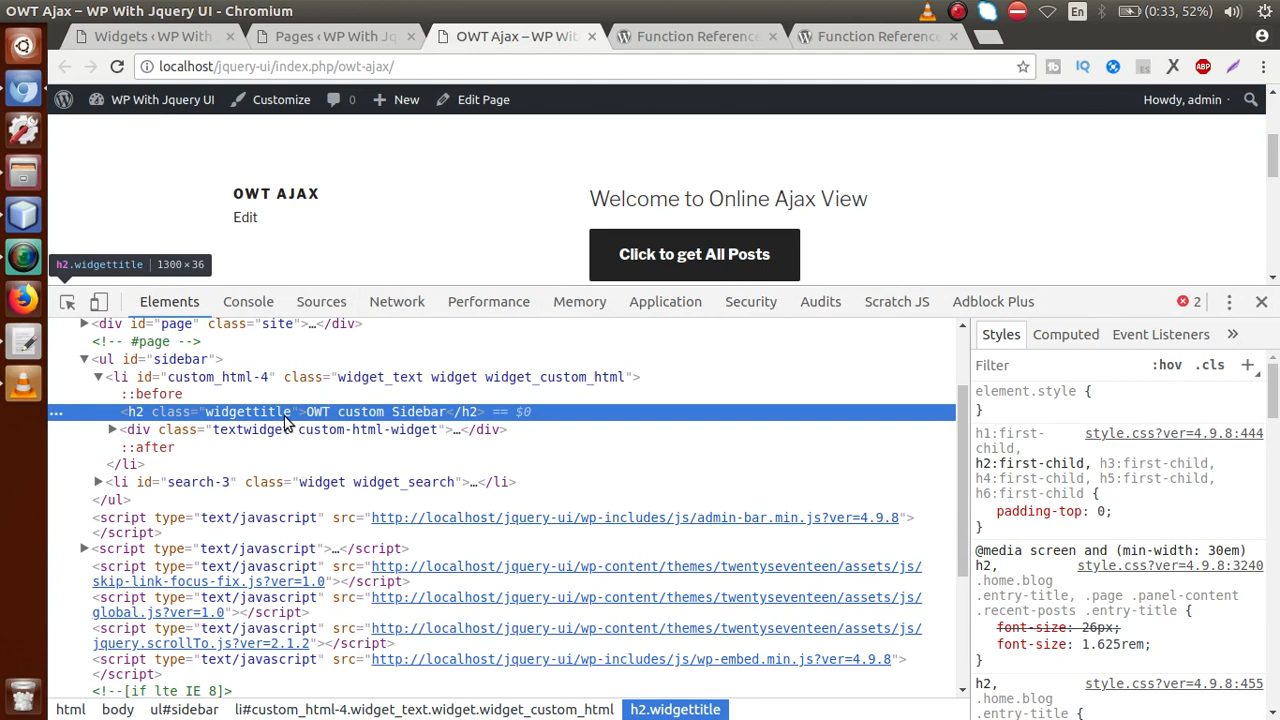 OWT Ajax – WP With Jquery UI - Chromium
En
(0:33, 52%)
Widgets ‹ WP With
Pages ‹ WP With Jq
OWT Ajax – WP Wit
Function Reference
Function Reference
localhost/jquery-ui/index.php/owt-ajax/
WP With Jquery UI
Customize
0
New
Edit Page
Howdy, admin
OWT AJAX
Edit
Welcome to Online Ajax View
Click to get All Posts
h2.widgettitle | 1300×36
Elements
Console
Sources
Network
Performance
Memory
Application
Security
Audits
Scratch JS
Adblock Plus
2
<div id="page" class="site">…</div>
<!-- #page -->
<ul id="sidebar">
<li id="custom_html-4" class="widget_text widget widget_custom_html">
::before
<h2 class="widgettitle">OWT custom Sidebar</h2> == $0
<div class="textwidget custom-html-widget">…</div>
::after
</li>
<li id="search-3" class="widget widget_search">…</li>
</ul>
<script type="text/javascript" src="http://localhost/jquery-ui/wp-includes/js/admin-bar.min.js?ver=4.9.8">
</script>
<script type="text/javascript">…</script>
<script type="text/javascript" src="http://localhost/jquery-ui/wp-content/themes/twentyseventeen/assets/js/
skip-link-focus-fix.js?ver=1.0"></script>
<script type="text/javascript" src="http://localhost/jquery-ui/wp-content/themes/twentyseventeen/assets/js/
global.js?ver=1.0"></script>
<script type="text/javascript" src="http://localhost/jquery-ui/wp-content/themes/twentyseventeen/assets/js/
jquery.scrollTo.js?ver=2.1.2"></script>
<script type="text/javascript" src="http://localhost/jquery-ui/wp-includes/js/wp-embed.min.js?ver=4.9.8">
</script>
<!--[if lte IE 8]>
html body ul#sidebar li#custom_html-4.widget_text.widget.widget_custom_html h2.widgettitle
Styles
Computed
Event Listeners
Filter
:hov .cls
element.style {
}
h1:first- style.css?ver=4.9.8:444
child,
h2:first-child, h3:first-child,
h4:first-child, h5:first-child,
h6:first-child {
padding-top: 0;
}
@media screen and (min-width: 30em)
h2, style.css?ver=4.9.8:3240
.home.blog
.entry-title, .page .panel-content
.recent-posts .entry-title {
font-size: 26px;
font-size: 1.625rem;
}
h2, style.css?ver=4.9.8:455
.home.blog
.entry-title {